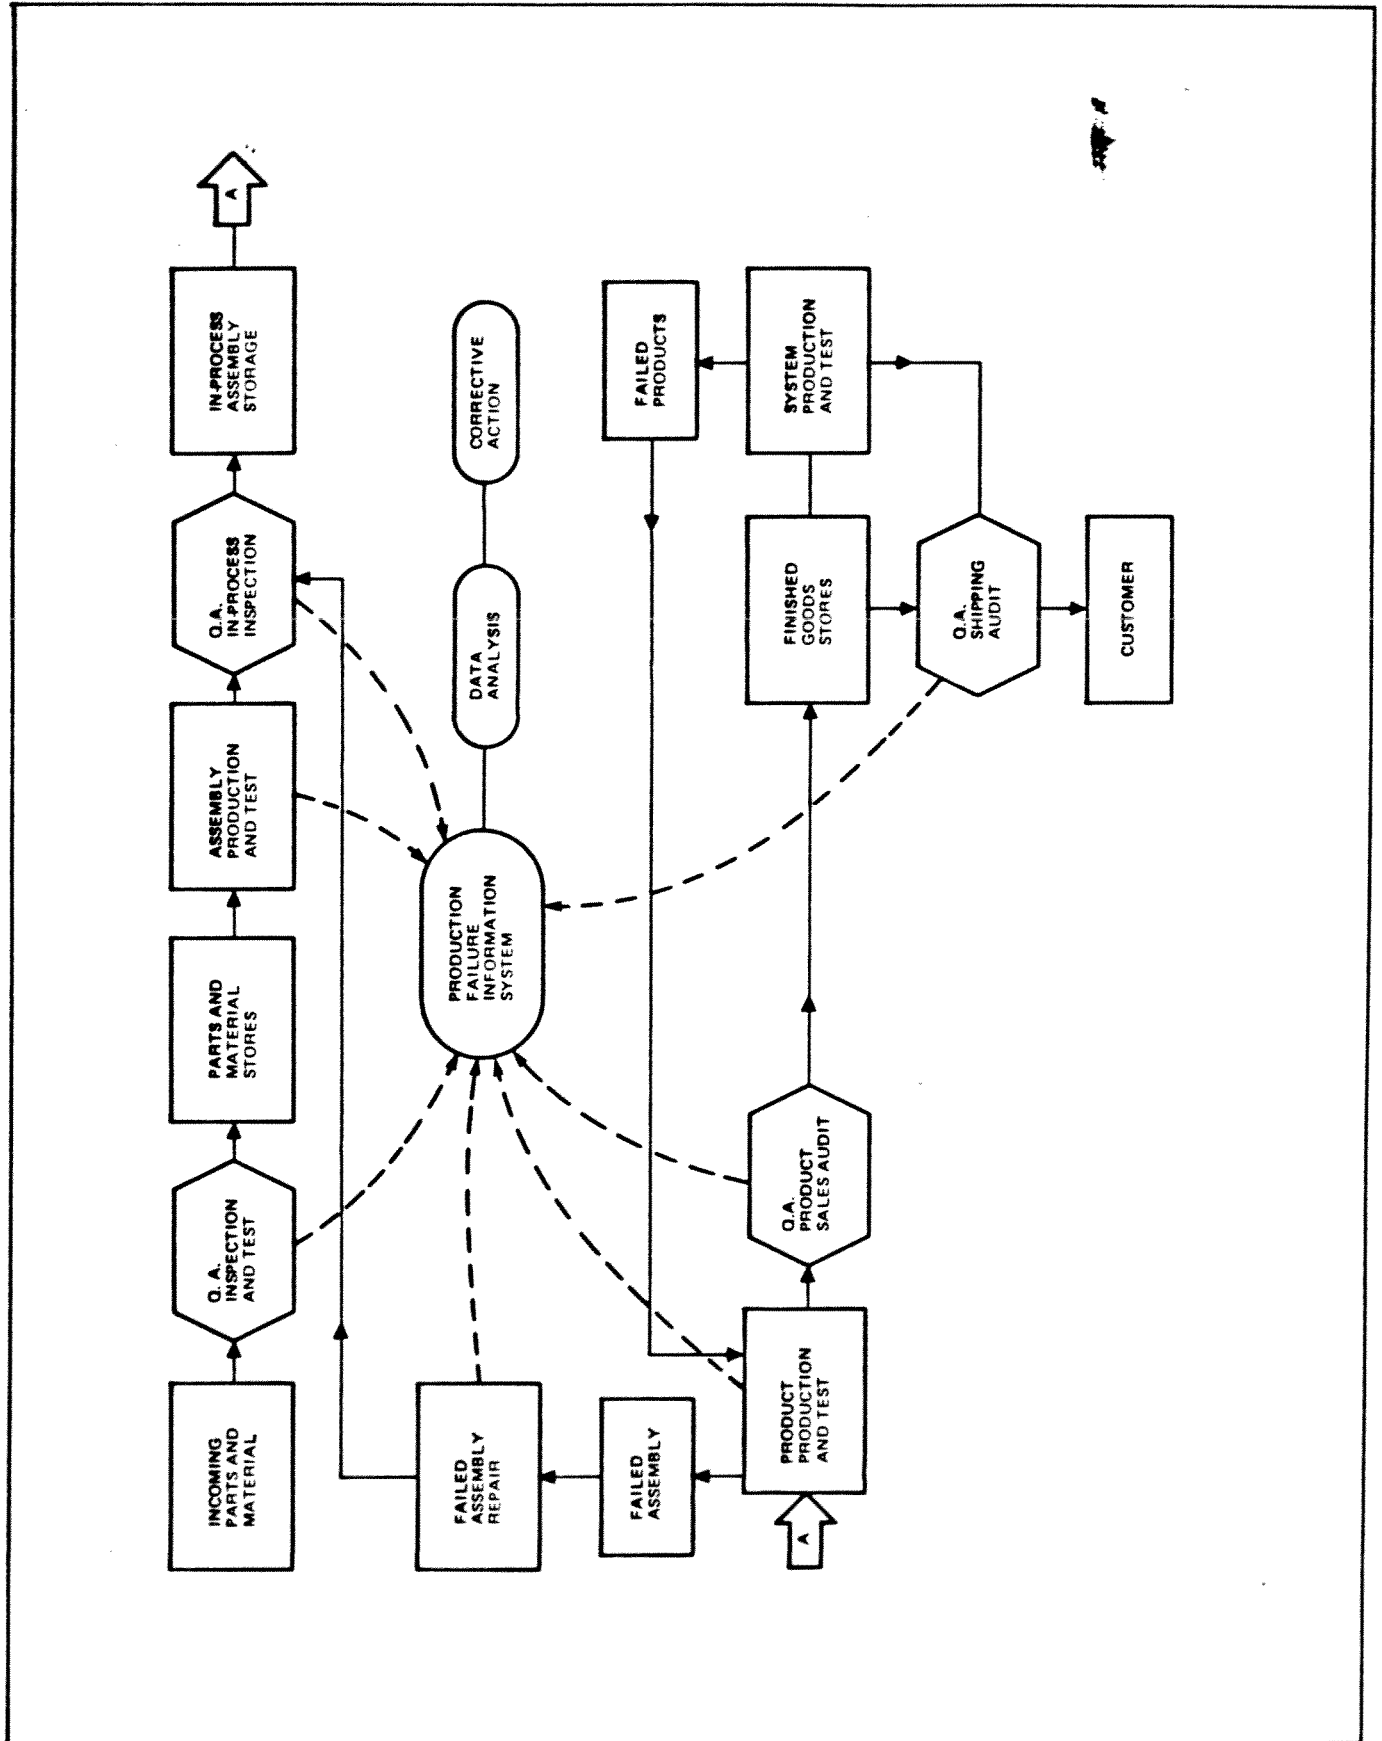 INCOMING
PARTS AND
MATERIAL
Q. A.
INSPECTION
AND TEST
PARTS AND
MATERIAL
STORES
ASSEMBLY
PRODUCTION
AND TEST
Q.A.
IN-PROCESS
INSPECTION
IN-PROCESS
ASSEMBLY
STORAGE
A
FAILED
ASSEMBLY
REPAIR
PRODUCTION
FAILURE
INFORMATION
SYSTEM
DATA
ANALYSIS
CORRECTIVE
ACTION
FAILED
ASSEMBLY
FAILED
PRODUCTS
A
PRODUCT
PRODUCTION
AND TEST
Q.A.
PRODUCT
SALES AUDIT
FINISHED
GOODS
STORES
SYSTEM
PRODUCTION
AND TEST
Q.A.
SHIPPING
AUDIT
CUSTOMER